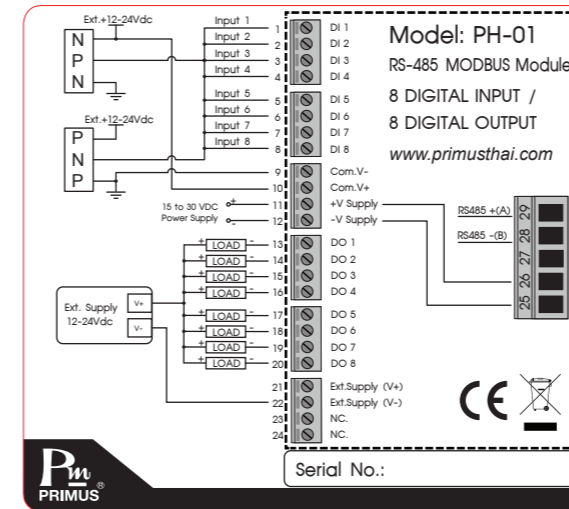 Ext.+12-24Vdc
N
P
N
Ext.+12-24Vdc
P
N
P
Input 1
Input 2
Input 3
Input 4
Input 5
Input 6
Input 7
Input 8
15 to 30 VDC
Power Supply
+
-
1 DI 1
2 DI 2
3 DI 3
4 DI 4
5 DI 5
6 DI 6
7 DI 7
8 DI 8
9 Com.V-
10 Com.V+
11 +V Supply
12 -V Supply
+ LOAD - 13 DO 1
+ LOAD - 14 DO 2
+ LOAD - 15 DO 3
+ LOAD - 16 DO 4
+ LOAD - 17 DO 5
+ LOAD - 18 DO 6
+ LOAD - 19 DO 7
+ LOAD - 20 DO 8
21 Ext.Supply (V+)
22 Ext.Supply (V-)
23 NC.
24 NC.
Ext. Supply
12-24Vdc
V+
V-
Model: PH-01
RS-485 MODBUS Module
8 DIGITAL INPUT /
8 DIGITAL OUTPUT
www.primusthai.com
RS485 +(A) 29
RS485 -(B) 28
27
26
25
CE
Serial No.:
Pm
PRIMUS®